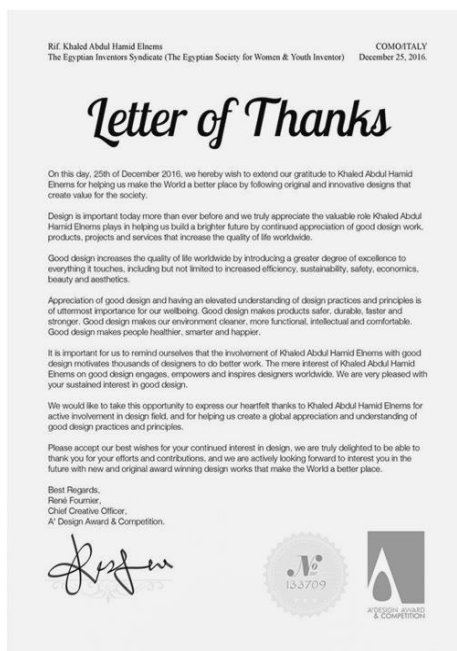 Rif. Khaled Abdul Hamid Elnems
COMO/ITALY
The Egyptian Inventors Syndicate (The Egyptian Society for Women & Youth Inventor)
December 25, 2016.
Letter of Thanks
On this day, 25th of December 2016, we hereby wish to extend our gratitude to Khaled Abdul Hamid
Elnems for helping us make the World a better place by following original and innovative designs that
create value for the society.
Design is important today more than ever before and we truly appreciate the valuable role Khaled Abdul
Hamid Elnems plays in helping us build a brighter future by continued appreciation of good design work,
products, projects and services that increase the quality of life worldwide.
Good design increases the quality of life worldwide by introducing a greater degree of excellence to
everything it touches, including but not limited to increased efficiency, sustainability, safety, economics,
beauty and aesthetics.
Appreciation of good design and having an elevated understanding of design practices and principles is
of uttermost importance for our wellbeing. Good design makes products safer, durable, faster and
stronger. Good design makes our environment cleaner, more functional, intellectual and comfortable.
Good design makes people healthier, smarter and happier.
It is important for us to remind ourselves that the involvement of Khaled Abdul Hamid Elnems with good
design motivates thousands of designers to do better work. The mere interest of Khaled Abdul Hamid
Elnems on good design engages, empowers and inspires designers worldwide. We are very pleased with
your sustained interest in good design.
We would like to take this opportunity to express our heartfelt thanks to Khaled Abdul Hamid Elnems for
active involvement in design field, and for helping us create a global appreciation and understanding of
good design practices and principles.
Please accept our best wishes for your continued interest in design, we are truly delighted to be able to
thank you for your efforts and contributions, and we are actively looking forward to interest you in the
future with new and original award winning design works that make the World a better place.
Best Regards,
René Fournier,
Chief Creative Officer,
A' Design Award & Competition.
No
133709
A'DESIGN AWARD
& COMPETITION